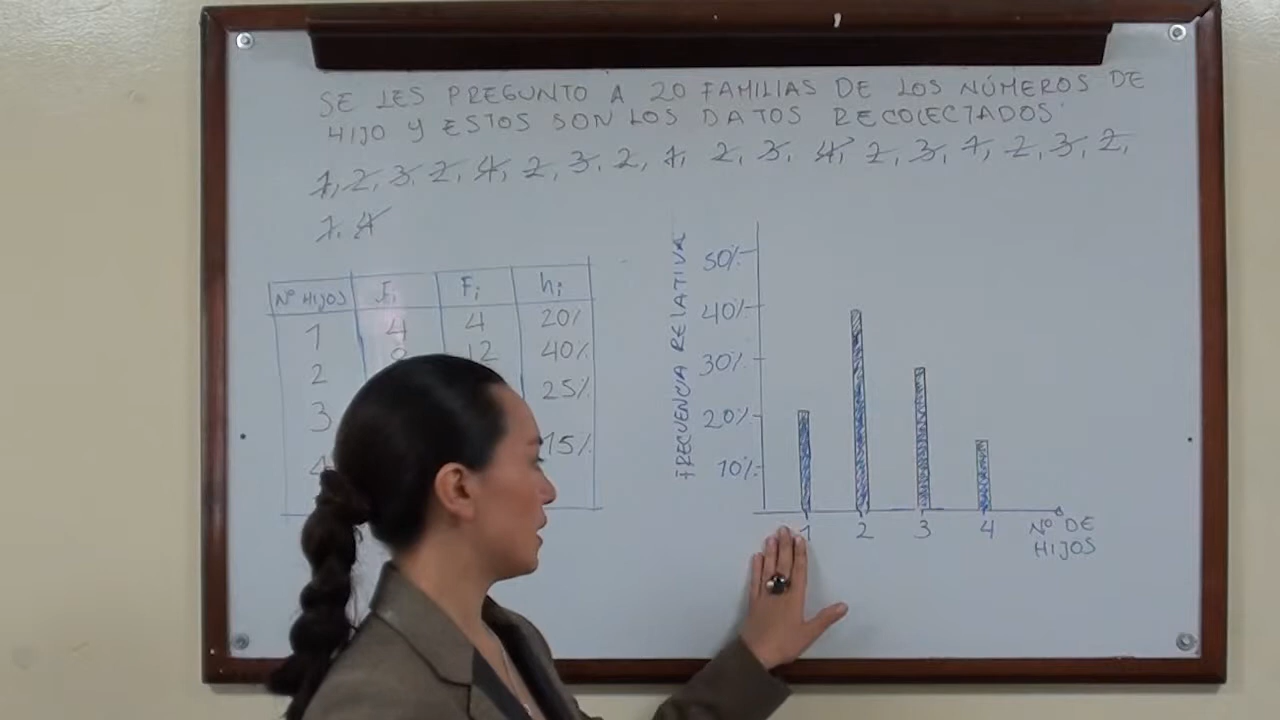 SE LES PREGUNTO A 20 FAMILIAS DE LOS NÚMEROS DE
HIJO Y ESTOS SON LOS DATOS RECOLECTADOS
1, 2, 3, 2, 4, 2, 3, 2, 1, 2, 3, 4, 2, 3, 1, 2, 3, 2,
1, 4
Nº HIJOS fi Fi hi
1 4 4 20%
2 8 12 40%
3 25%
4 15%
FRECUENCIA RELATIVA
50%
40%
30%
20%
10%
1 2 3 4 Nº DE
HIJOS